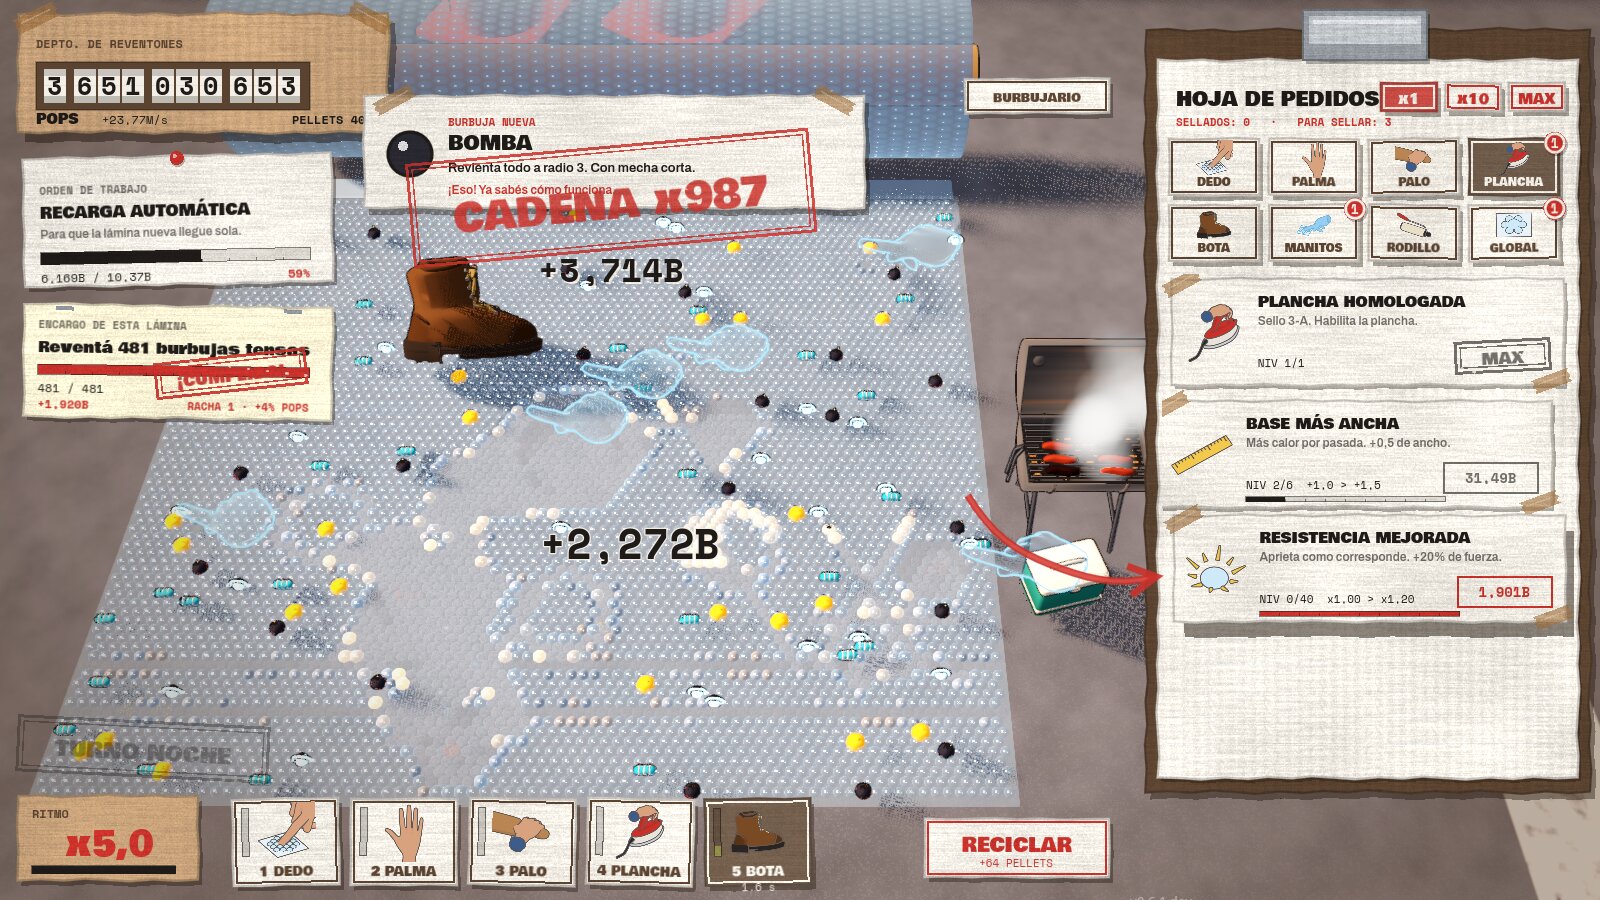 DEPTO. DE REVENTONES
3 651 030 653
POPS +23,77M/s PELLETS 40
ORDEN DE TRABAJO
RECARGA AUTOMÁTICA
Para que la lámina nueva llegue sola.
6,169B / 10,37B 59%
ENCARGO DE ESTA LÁMINA
Reventá 481 burbujas tensas
481 / 481
+1,920B RACHA 1 · +4% POPS
BURBUJA NUEVA
BOMBA
Revienta todo a radio 3. Con mecha corta.
¡Eso! Ya sabés cómo funciona.
CADENA x987
+3,714B
+2,272B
BURBUJARIO
HOJA DE PEDIDOS x1 x10 MAX
SELLADOS: 0 · PARA SELLAR: 3
DEDO
PALMA
PALO
PLANCHA
1
BOTA
MANITOS
1
RODILLO
GLOBAL
1
PLANCHA HOMOLOGADA
Sello 3-A. Habilita la plancha.
NIV 1/1
MAX
BASE MÁS ANCHA
Más calor por pasada. +0,5 de ancho.
NIV 2/6 +1.0 > +1.5
31,49B
RESISTENCIA MEJORADA
Aprieta como corresponde. +20% de fuerza.
NIV 0/40 x1.00 > x1.20
1,901B
TURNO NOCHE
RITMO
x5,0
1 DEDO
2 PALMA
3 PALO
4 PLANCHA
5 BOTA
1.6 s
RECICLAR
+64 PELLETS